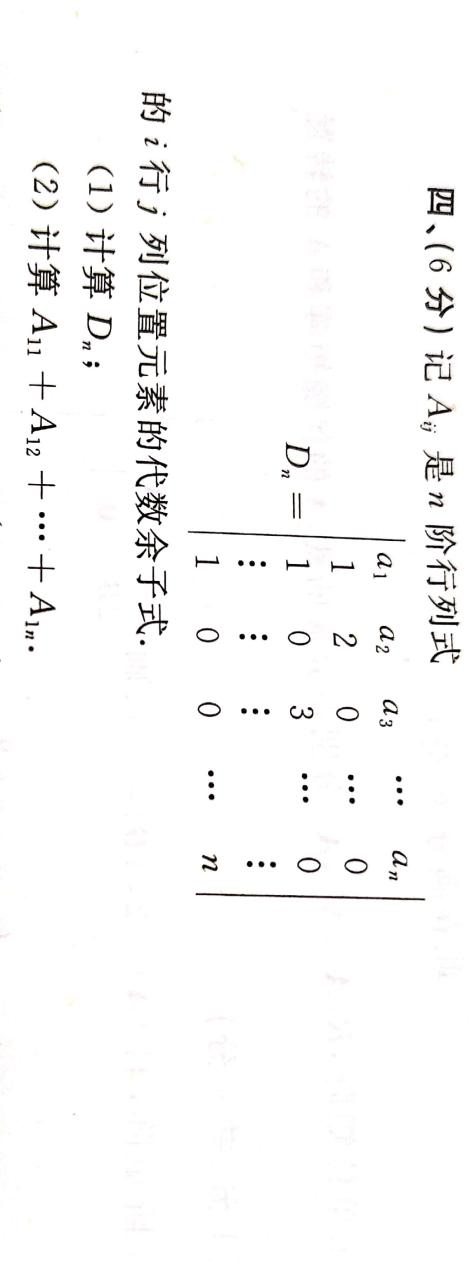 四、(6 分) 记 A_{ij} 是 n 阶行列式
D_n = | a_1 a_2 a_3 ⋯ a_n |
| 1 2 0 ⋯ 0 |
| 1 0 3 ⋯ 0 |
| ⋮ ⋮ ⋮ ⋮ |
| 1 0 0 ⋯ n |
的 i 行 j 列位置元素的代数余子式.
(1) 计算 D_n;
(2) 计算 A_{11} + A_{12} + ⋯ + A_{1n}.